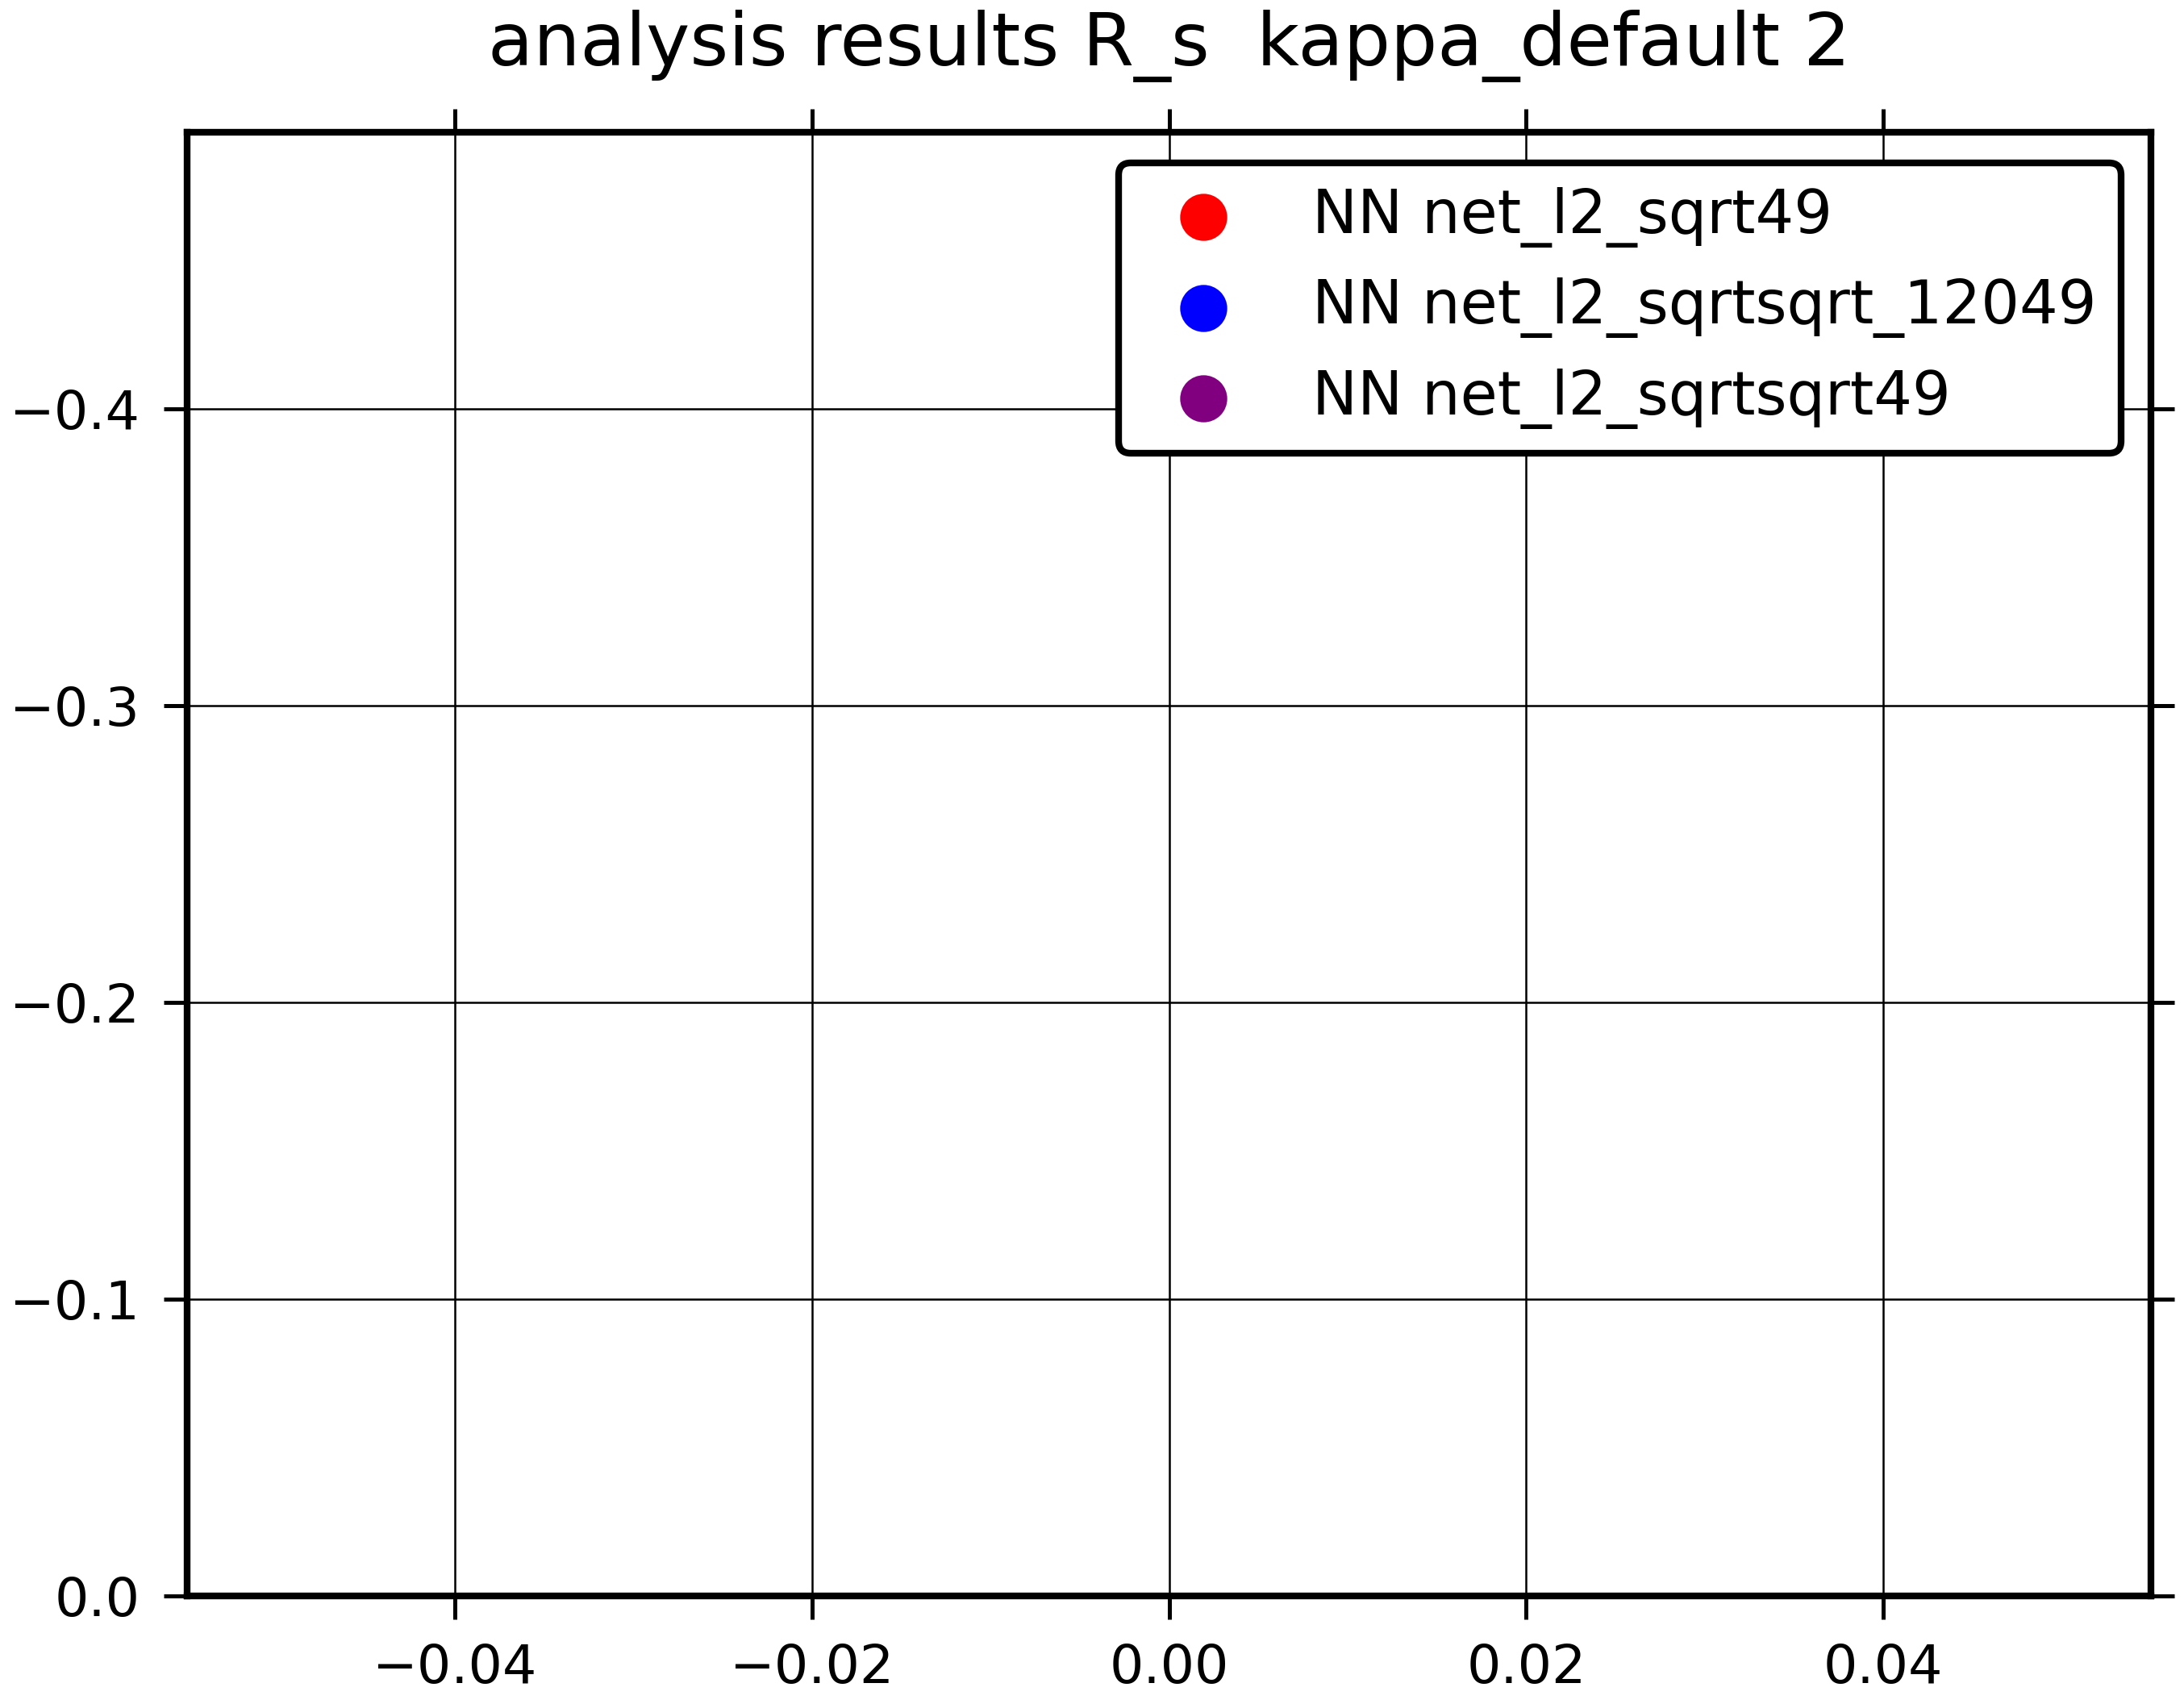 analysis results R_s  kappa_default 2
NN net_l2_sqrt49
NN net_l2_sqrtsqrt_12049
NN net_l2_sqrtsqrt49
−0.4
−0.3
−0.2
−0.1
0.0
−0.04
−0.02
0.00
0.02
0.04